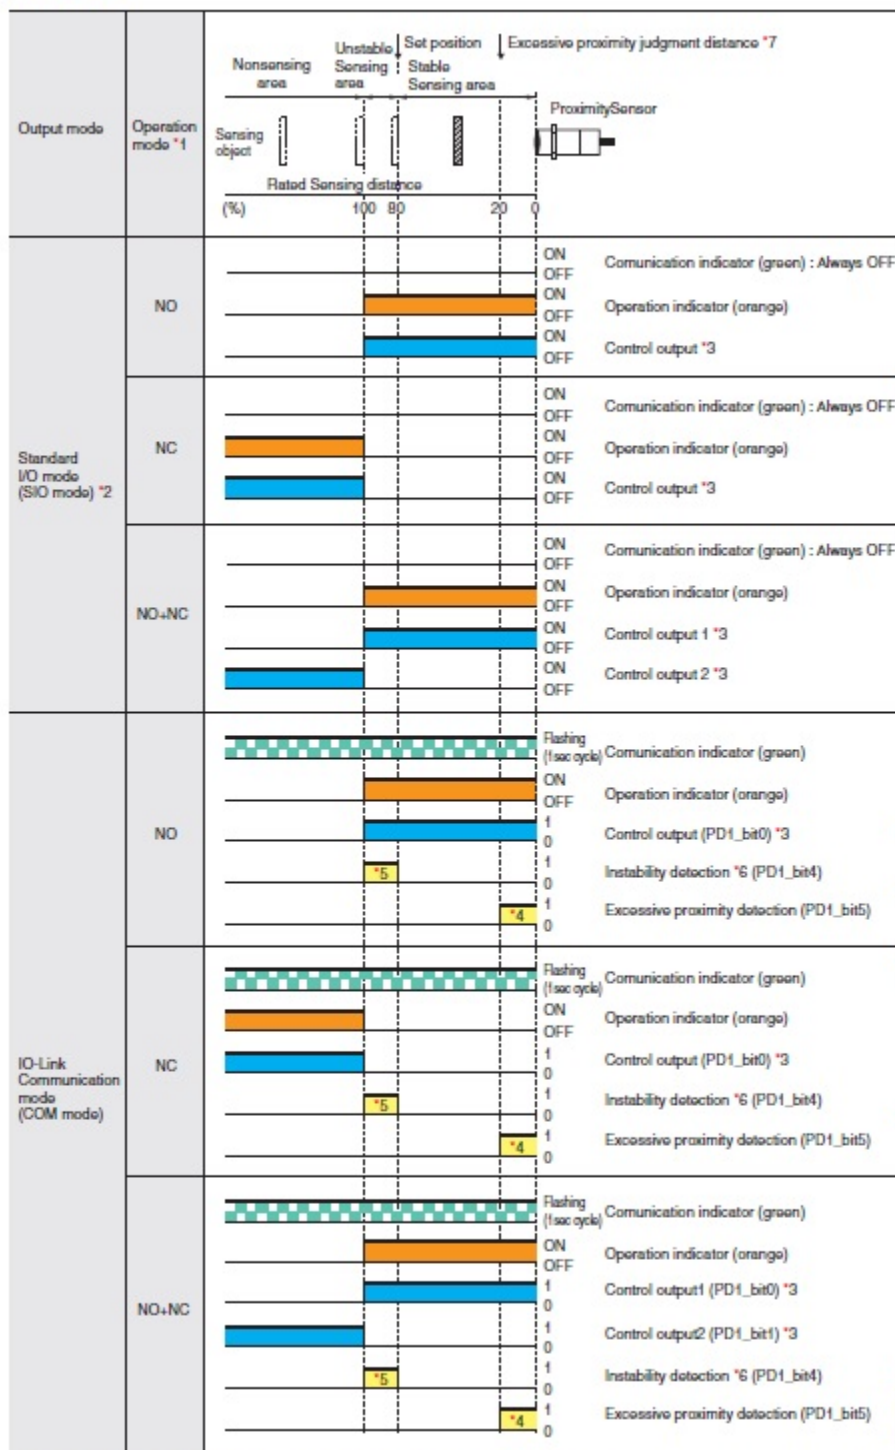 Output mode
Operation
mode *1
Nonsensing
area
Unstable
Sensing
area
Set position
Stable
Sensing area
Excessive proximity judgment distance *7
Sensing
object
ProximitySensor
Rated Sensing distance
(%) 100 80 20 0
Standard
I/O mode
(SIO mode) *2
NO
ON
OFF
Comunication indicator (green) : Always OFF
ON
OFF
Operation indicator (orange)
ON
OFF
Control output *3
NC
ON
OFF
Comunication indicator (green) : Always OFF
ON
OFF
Operation indicator (orange)
ON
OFF
Control output *3
NO+NC
ON
OFF
Comunication indicator (green) : Always OFF
ON
OFF
Operation indicator (orange)
ON
OFF
Control output 1 *3
ON
OFF
Control output 2 *3
IO-Link
Communication
mode
(COM mode)
NO
Flashing
(1sec cycle)
Comunication indicator (green)
ON
OFF
Operation indicator (orange)
1
0
Control output (PD1_bit0) *3
*5
1
0
Instability detection *6 (PD1_bit4)
*4
1
0
Excessive proximity detection (PD1_bit5)
NC
Flashing
(1sec cycle)
Comunication indicator (green)
ON
OFF
Operation indicator (orange)
1
0
Control output (PD1_bit0) *3
*5
1
0
Instability detection *6 (PD1_bit4)
*4
1
0
Excessive proximity detection (PD1_bit5)
NO+NC
Flashing
(1sec cycle)
Comunication indicator (green)
ON
OFF
Operation indicator (orange)
1
0
Control output1 (PD1_bit0) *3
1
0
Control output2 (PD1_bit1) *3
*5
1
0
Instability detection *6 (PD1_bit4)
*4
1
0
Excessive proximity detection (PD1_bit5)